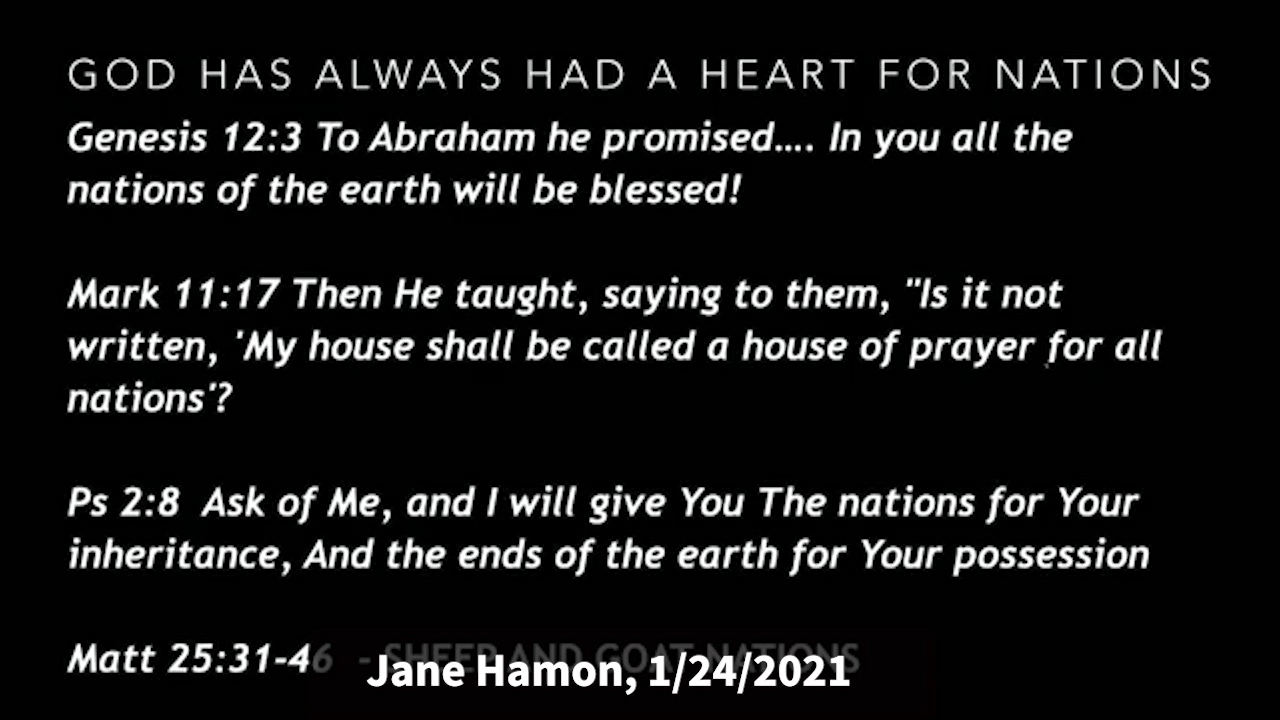 GOD HAS ALWAYS HAD A HEART FOR NATIONS
Genesis 12:3 To Abraham he promised…. In you all the
nations of the earth will be blessed!
Mark 11:17 Then He taught, saying to them, "Is it not
written, 'My house shall be called a house of prayer for all
nations'?
Ps 2:8  Ask of Me, and I will give You The nations for Your
inheritance, And the ends of the earth for Your possession
Matt 25:31-46 - SHEEP AND GOAT NATIONS
Jane Hamon, 1/24/2021